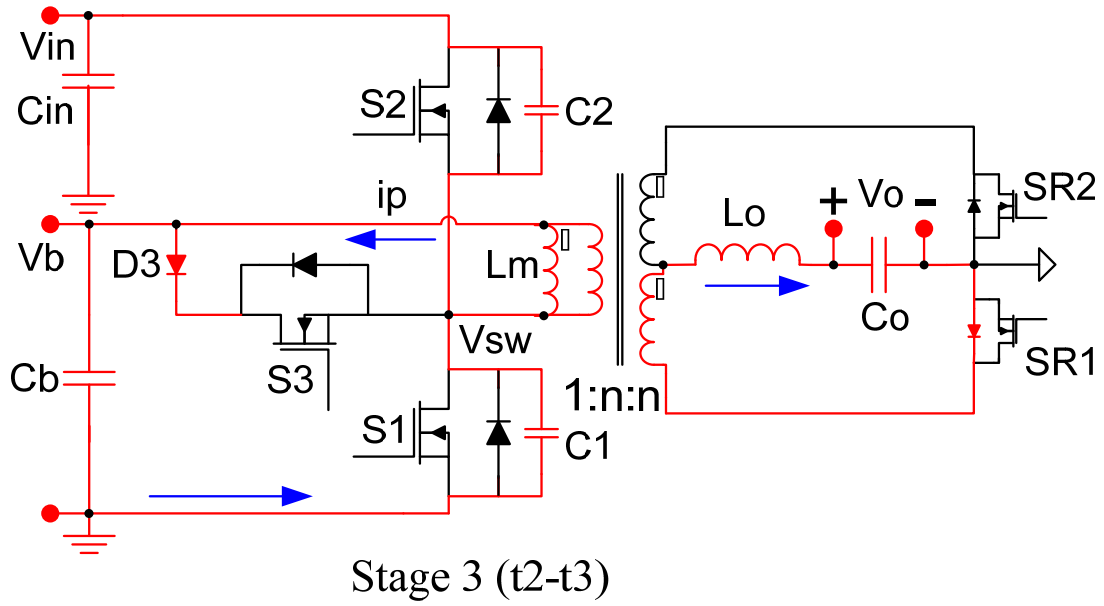 Vin
Cin
S2
C2
ip
Vb
D3
Lm
Vsw
S3
Cb
S1
C1
1:n:n
Lo
+ Vo -
Co
SR2
SR1
Stage 3 (t2-t3)